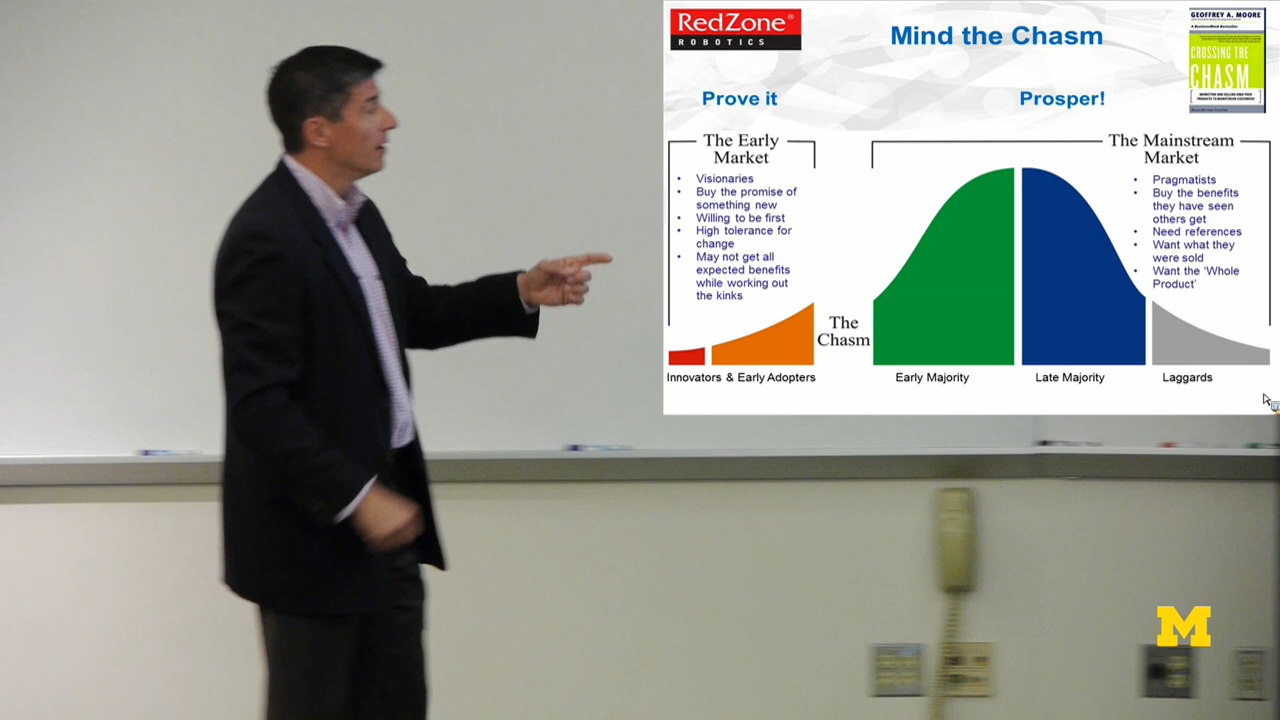 RedZone®
ROBOTICS
Mind the Chasm
GEOFFREY A. MOORE
CROSSING THE
CHASM
Prove it
Prosper!
The Early
Market
• Visionaries
• Buy the promise of
something new
• Willing to be first
• High tolerance for
change
• May not get all
expected benefits
while working out
the kinks
The Mainstream
Market
• Pragmatists
• Buy the benefits
they have seen
others get
• Need references
• Want what they
were sold
• Want the 'Whole
Product'
The
Chasm
Innovators & Early Adopters
Early Majority
Late Majority
Laggards
M